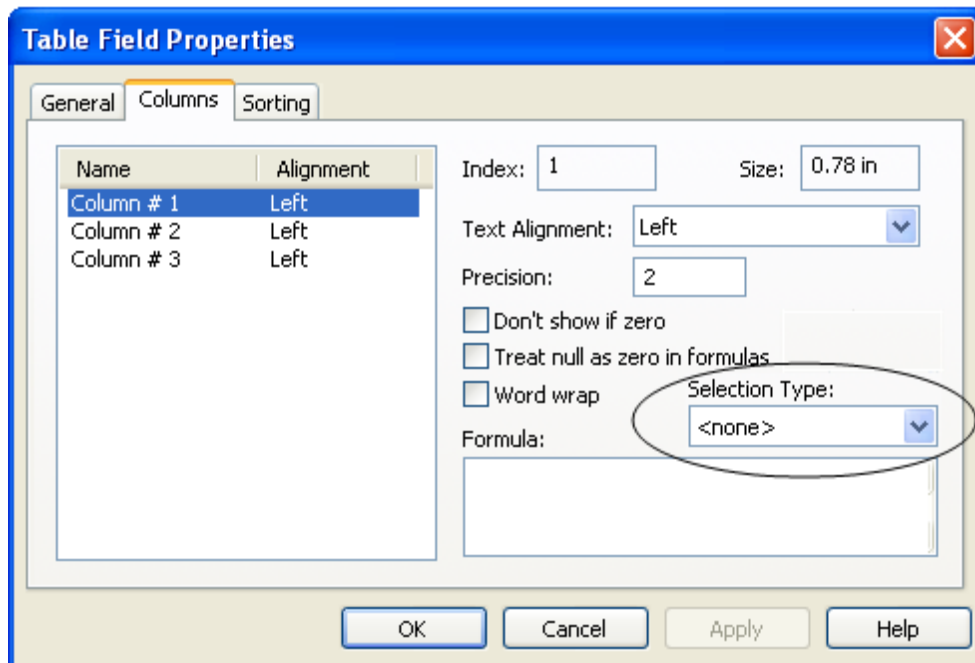 Table Field Properties
General Columns Sorting
Name Alignment
Column # 1 Left
Column # 2 Left
Column # 3 Left
Index: 1 Size: 0.78 in
Text Alignment: Left
Precision: 2
Don't show if zero
Treat null as zero in formulas
Word wrap
Selection Type:
<none>
Formula:
OK Cancel Apply Help